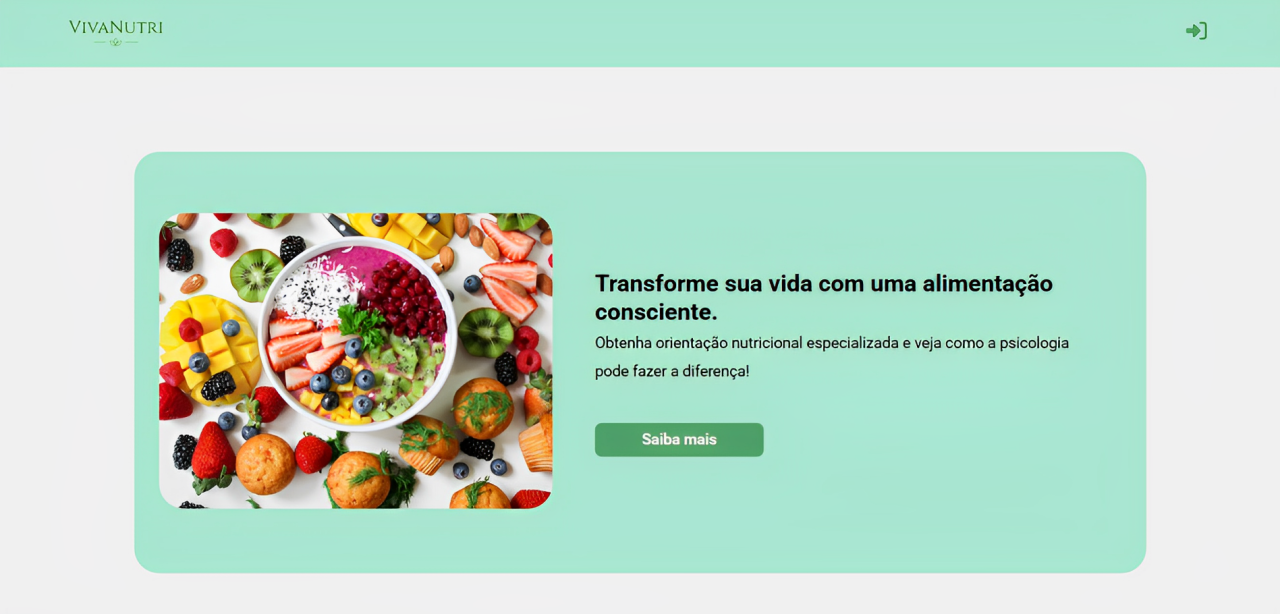 VivaNutri
Transforme sua vida com uma alimentação
consciente.
Obtenha orientação nutricional especializada e veja como a psicologia
pode fazer a diferença!
Saiba mais